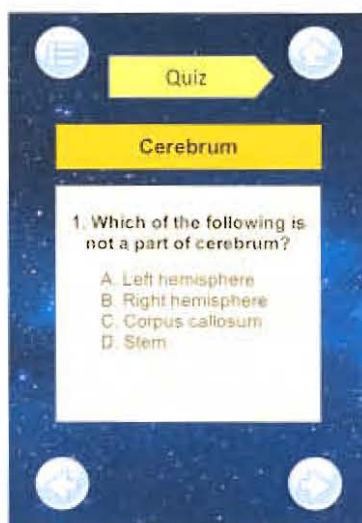 Quiz
Cerebrum
1. Which of the following is
not a part of cerebrum?
A. Left hemisphere
B. Right hemisphere
C. Corpus callosum
D. Stem